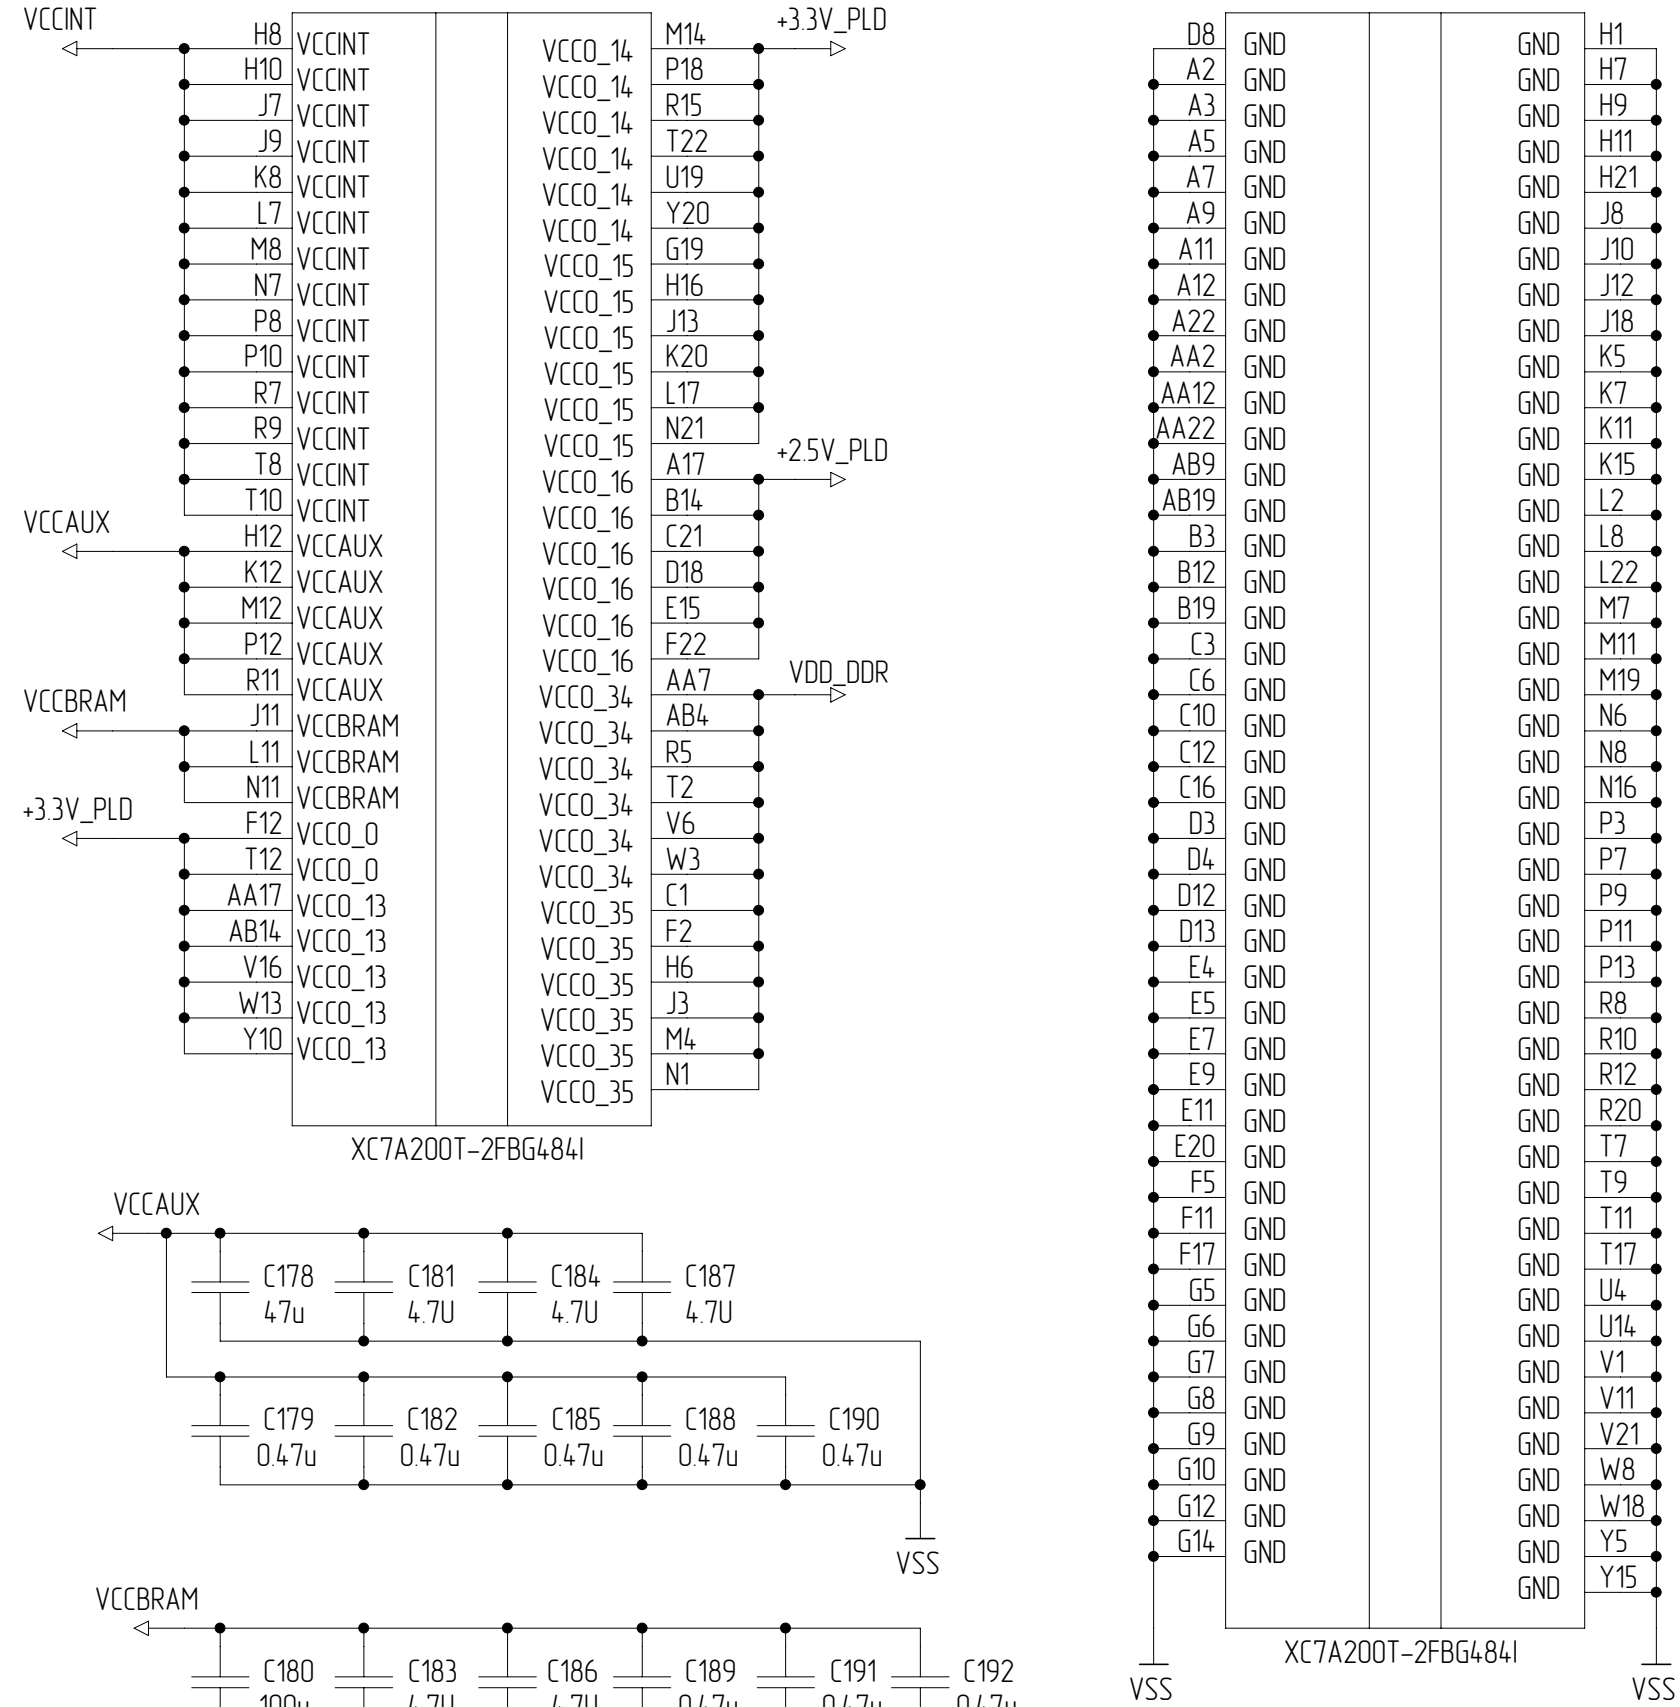 VCCINT
H8 VCCINT
H10 VCCINT
J7 VCCINT
J9 VCCINT
K8 VCCINT
L7 VCCINT
M8 VCCINT
N7 VCCINT
P8 VCCINT
P10 VCCINT
R7 VCCINT
R9 VCCINT
T8 VCCINT
T10 VCCINT
VCCAUX
H12 VCCAUX
K12 VCCAUX
M12 VCCAUX
P12 VCCAUX
R11 VCCAUX
VCCBRAM
J11 VCCBRAM
L11 VCCBRAM
N11 VCCBRAM
+3.3V_PLD
F12 VCCO_0
T12 VCCO_0
AA17 VCCO_13
AB14 VCCO_13
V16 VCCO_13
W13 VCCO_13
Y10 VCCO_13
+3.3V_PLD
VCCO_14 M14
VCCO_14 P18
VCCO_14 R15
VCCO_14 T22
VCCO_14 U19
VCCO_14 Y20
VCCO_15 G19
VCCO_15 H16
VCCO_15 J13
VCCO_15 K20
VCCO_15 L17
VCCO_15 N21
+2.5V_PLD
VCCO_16 A17
VCCO_16 B14
VCCO_16 C21
VCCO_16 D18
VCCO_16 E15
VCCO_16 F22
VDD_DDR
VCCO_34 AA7
VCCO_34 AB4
VCCO_34 R5
VCCO_34 T2
VCCO_34 V6
VCCO_34 W3
VCCO_35 C1
VCCO_35 F2
VCCO_35 H6
VCCO_35 J3
VCCO_35 M4
VCCO_35 N1
XC7A200T-2FBG484I
D8 GND GND H1
A2 GND GND H7
A3 GND GND H9
A5 GND GND H11
A7 GND GND H21
A9 GND GND J8
A11 GND GND J10
A12 GND GND J12
A22 GND GND J18
AA2 GND GND K5
AA12 GND GND K7
AA22 GND GND K11
AB9 GND GND K15
AB19 GND GND L2
B3 GND GND L8
B12 GND GND L22
B19 GND GND M7
C3 GND GND M11
C6 GND GND M19
C10 GND GND N6
C12 GND GND N8
C16 GND GND N16
D3 GND GND P3
D4 GND GND P7
D12 GND GND P9
D13 GND GND P11
E4 GND GND P13
E5 GND GND R8
E7 GND GND R10
E9 GND GND R12
E11 GND GND R20
E20 GND GND T7
F5 GND GND T9
F11 GND GND T11
F17 GND GND T17
G5 GND GND U4
G6 GND GND U14
G7 GND GND V1
G8 GND GND V11
G9 GND GND V21
G10 GND GND W8
G12 GND GND W18
G14 GND GND Y5
GND Y15
XC7A200T-2FBG484I
VSS VSS
VCCAUX
C178 C181 C184 C187
47u 4.7U 4.7U 4.7U
C179 C182 C185 C188 C190
0.47u 0.47u 0.47u 0.47u 0.47u
VSS
VCCBRAM
C180 C183 C186 C189 C191 C192
100u 4.7U 4.7U 0.47u 0.47u 0.47u